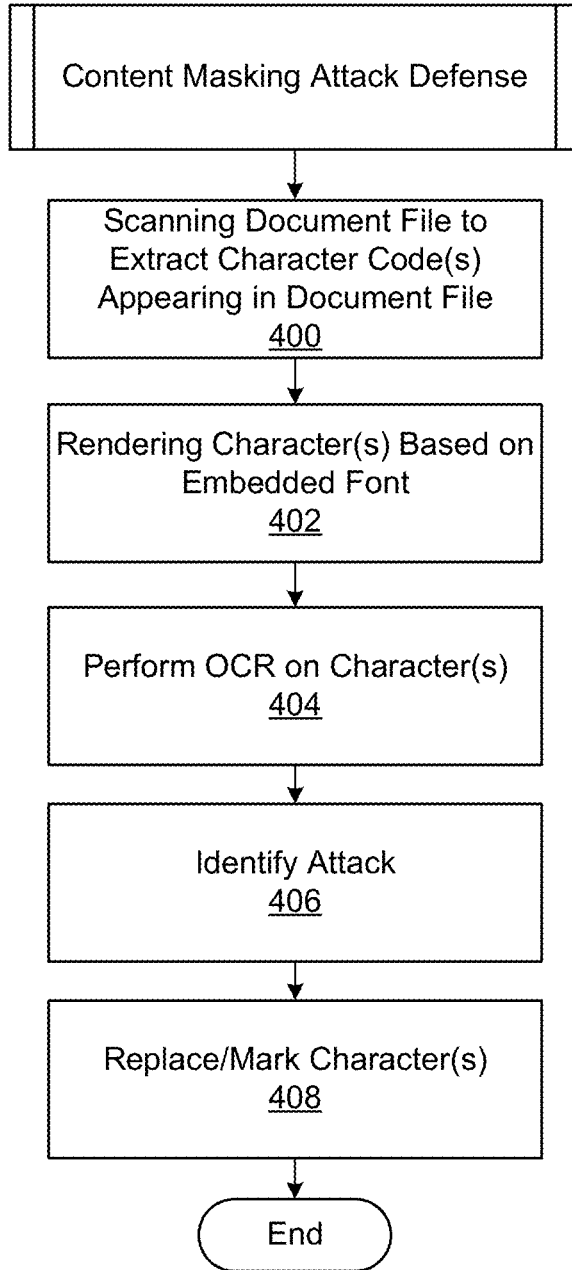 Content Masking Attack Defense
Scanning Document File to
Extract Character Code(s)
Appearing in Document File
400
Rendering Character(s) Based on
Embedded Font
402
Perform OCR on Character(s)
404
Identify Attack
406
Replace/Mark Character(s)
408
End